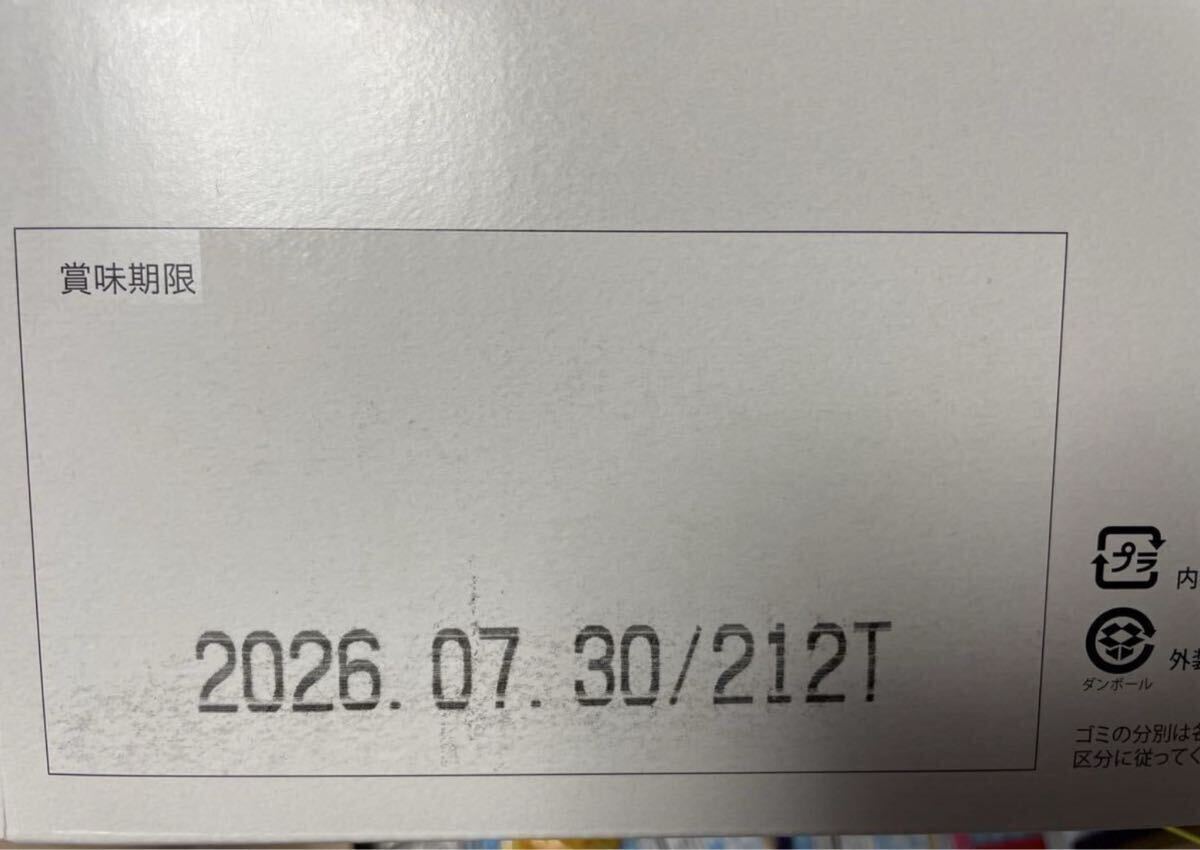 賞味期限
2026.07.30/212T
プラ
内
ダンボール
外装
ゴミの分別は各
区分に従ってく